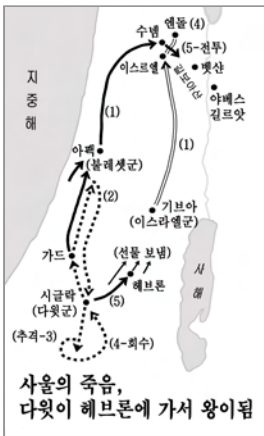 엔돌 (4)
수넴
(5-전투)
이스르엘
벳샨
길보아산
야베스
길르앗
지중해
(1)
(1)
아펙
(블레셋군)
(2)
기브아
(이스라엘군)
가드
(선물 보냄)
헤브론
시글락
(다윗군)
(5)
사해
(추격-3)
(4-회수)
사울의 죽음,
다윗이 헤브론에 가서 왕이됨